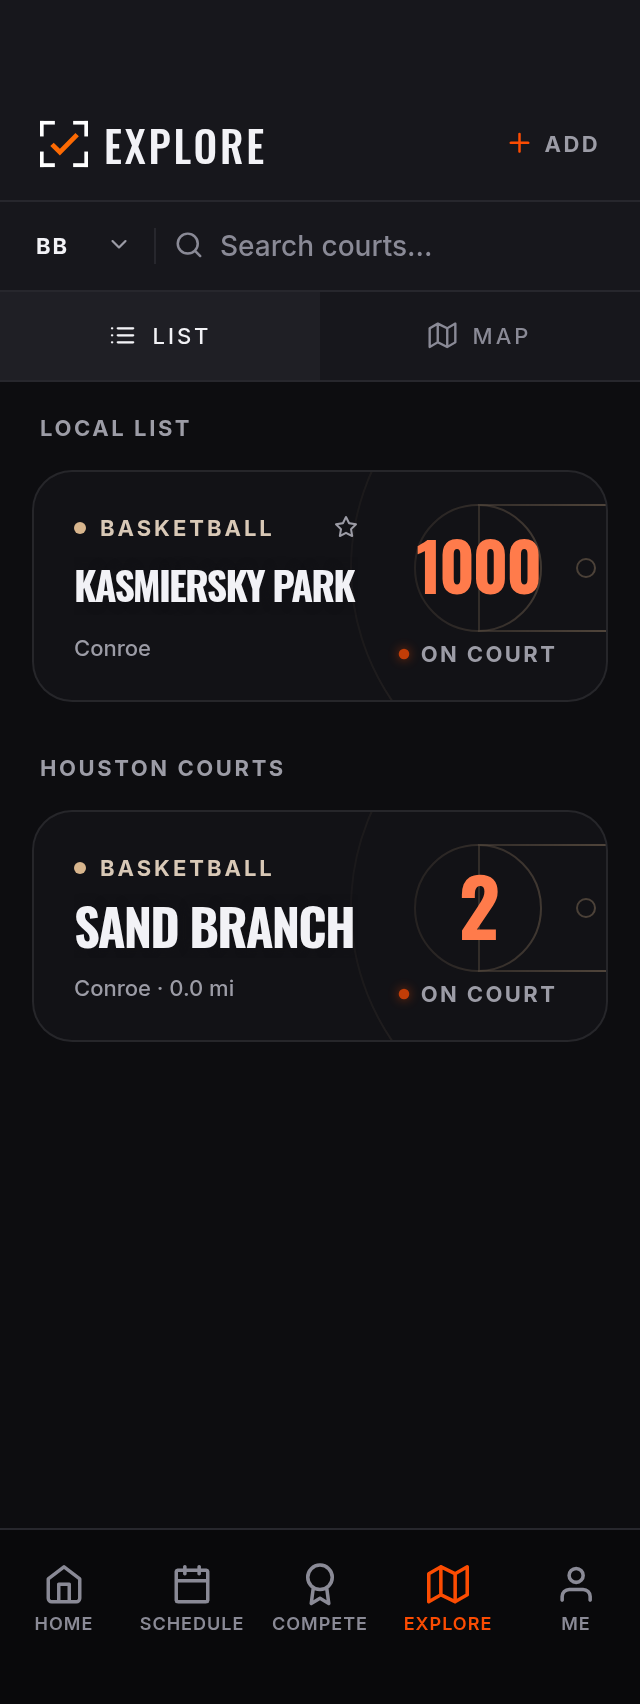 EXPLORE
ADD
BB
Search courts...
LIST
MAP
LOCAL LIST
BASKETBALL
KASMIERSKY PARK
Conroe
1000
ON COURT
HOUSTON COURTS
BASKETBALL
SAND BRANCH
Conroe · 0.0 mi
2
ON COURT
HOME
SCHEDULE
COMPETE
EXPLORE
ME